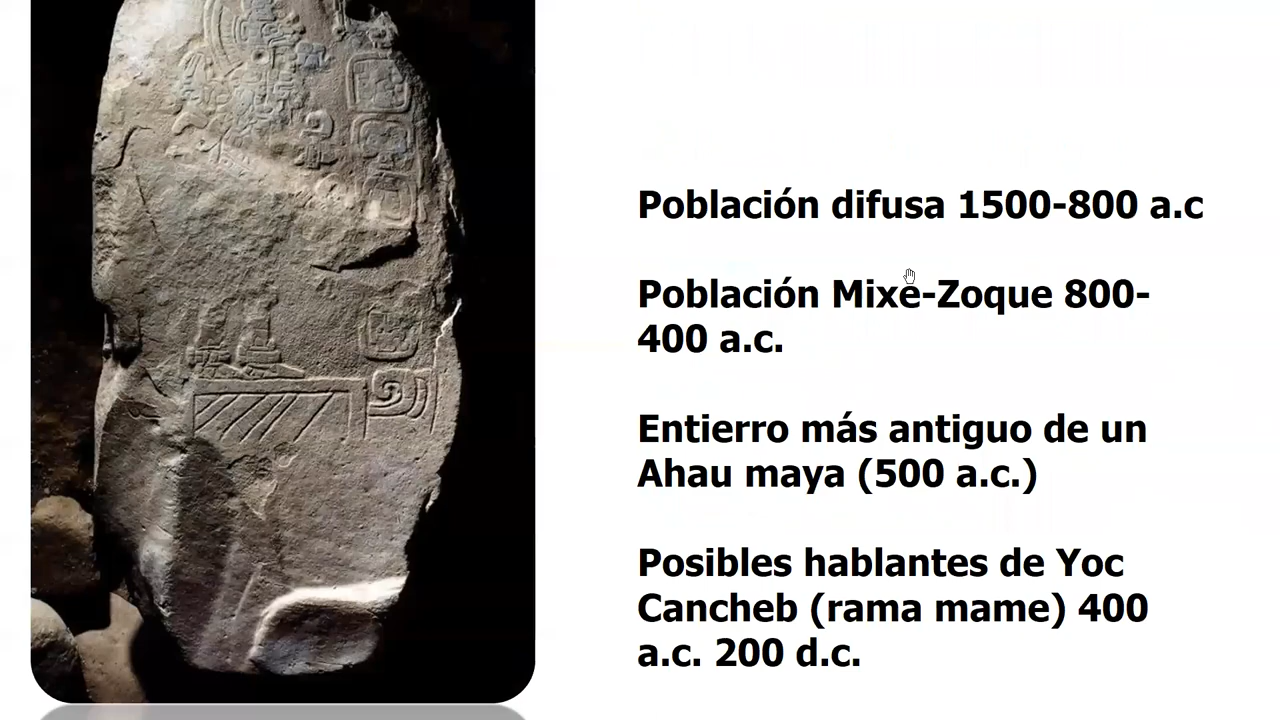 Población difusa 1500-800 a.c
Población Mixe-Zoque 800-
400 a.c.
Entierro más antiguo de un
Ahau maya (500 a.c.)
Posibles hablantes de Yoc
Cancheb (rama mame) 400
a.c. 200 d.c.